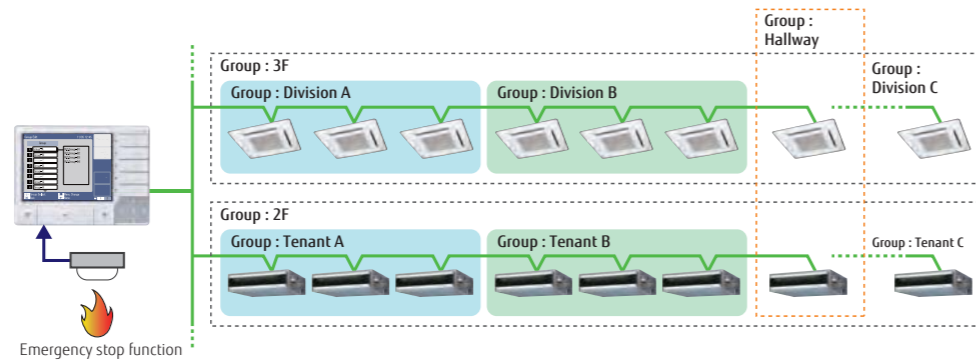 Group :
Hallway
Group : 3F
Group :
Division C
Group : Division A
Group : Division B
Group : 2F
Group : Tenant A
Group : Tenant B
Group : Tenant C
Emergency stop function